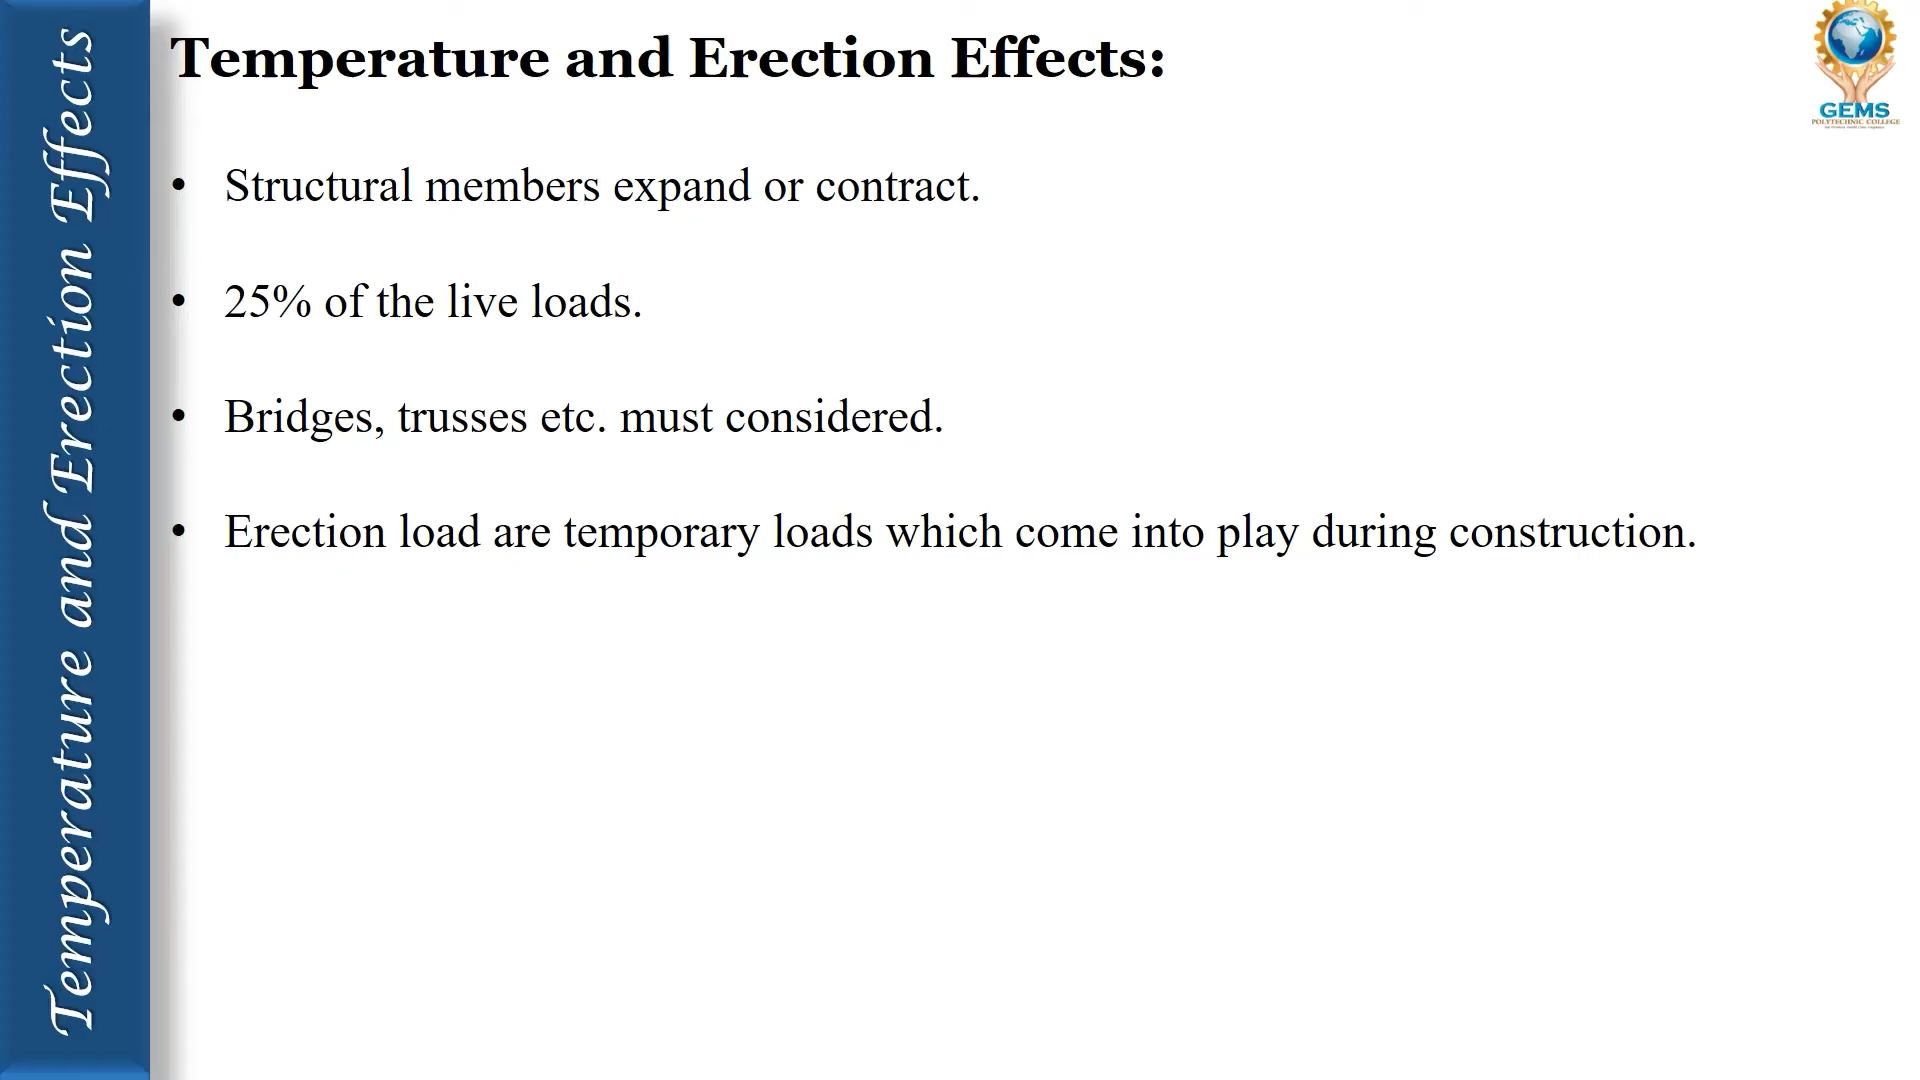 Temperature and Erection Effects
Temperature and Erection Effects:
• Structural members expand or contract.
• 25% of the live loads.
• Bridges, trusses etc. must considered.
• Erection load are temporary loads which come into play during construction.
GEMS
POLYTECHNIC COLLEGE